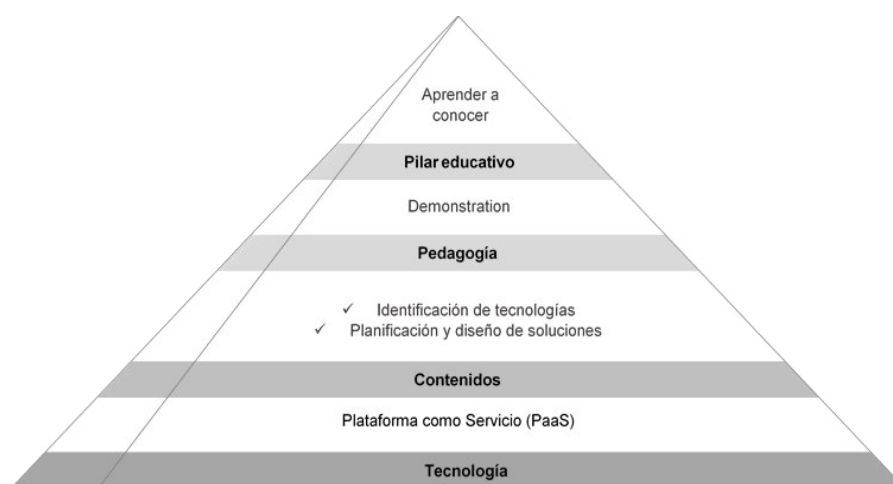 Aprender a
conocer
Pilar educativo
Demonstration
Pedagogía
✓ Identificación de tecnologías
✓ Planificación y diseño de soluciones
Contenidos
Plataforma como Servicio (PaaS)
Tecnología